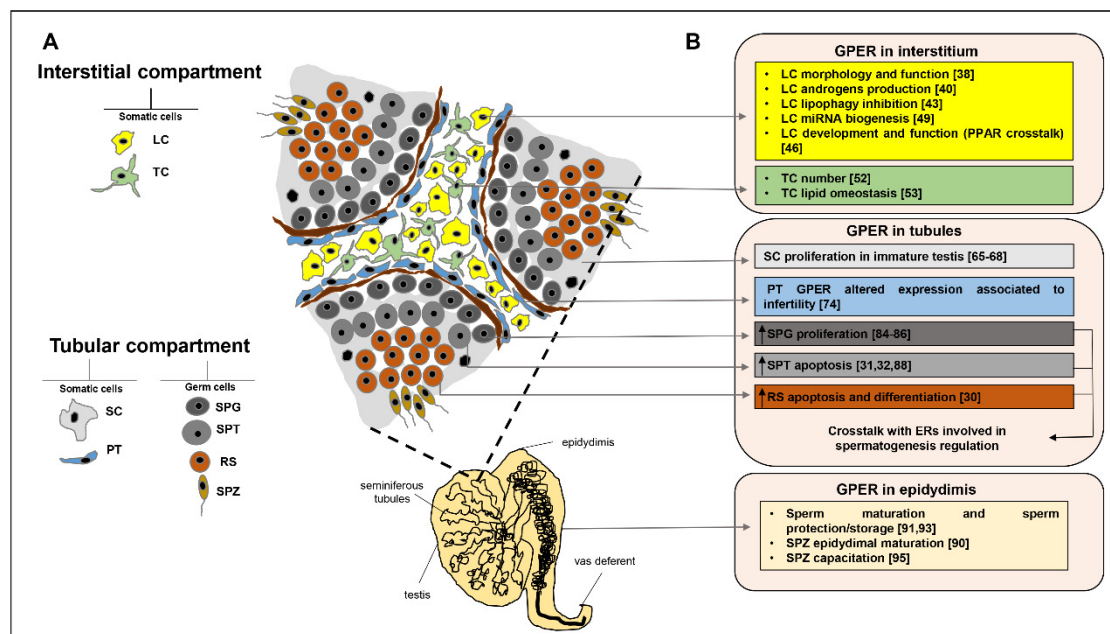 A
Interstitial compartment
Somatic cells
LC
TC
Tubular compartment
Somatic cells
Germ cells
SC
PT
SPG
SPT
RS
SPZ
epidydimis
seminiferous
tubules
testis
vas deferent
B
GPER in interstitium
• LC morphology and function [38]
• LC androgens production [40]
• LC lipophagy inhibition [43]
• LC miRNA biogenesis [49]
• LC development and function (PPAR crosstalk)
[46]
• TC number [52]
• TC lipid omeostasis [53]
GPER in tubules
SC proliferation in immature testis [65-68]
PT GPER altered expression associated to
infertility [74]
SPG proliferation [84-86]
SPT apoptosis [31,32,88]
RS apoptosis and differentiation [30]
Crosstalk with ERs involved in
spermatogenesis regulation
GPER in epidydimis
• Sperm maturation and sperm
protection/storage [91,93]
• SPZ epidydimal maturation [90]
• SPZ capacitation [95]